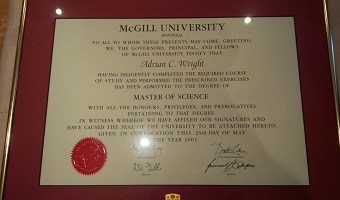 McGILL UNIVERSITY
MONTREAL
TO ALL TO WHOM THESE PRESENTS MAY COME, GREETING:
WE, THE GOVERNORS, PRINCIPAL, AND FELLOWS
OF McGILL UNIVERSITY TESTIFY THAT
Adrian C. Wright
HAVING DILIGENTLY COMPLETED THE REQUIRED COURSE
OF STUDY AND PERFORMED THE PRESCRIBED EXERCISES
HAS BEEN ADMITTED TO THE DEGREE OF
MASTER OF SCIENCE
WITH ALL THE HONOURS, PRIVILEGES, AND PREROGATIVES
PERTAINING TO THAT DEGREE
IN WITNESS WHEREOF WE HAVE AFFIXED OUR SIGNATURES AND
HAVE CAUSED THE SEAL OF THE UNIVERSITY TO BE ATTACHED HERETO.
GIVEN IN CONVOCATION THIS 23rd DAY OF MAY
THE YEAR 2001.